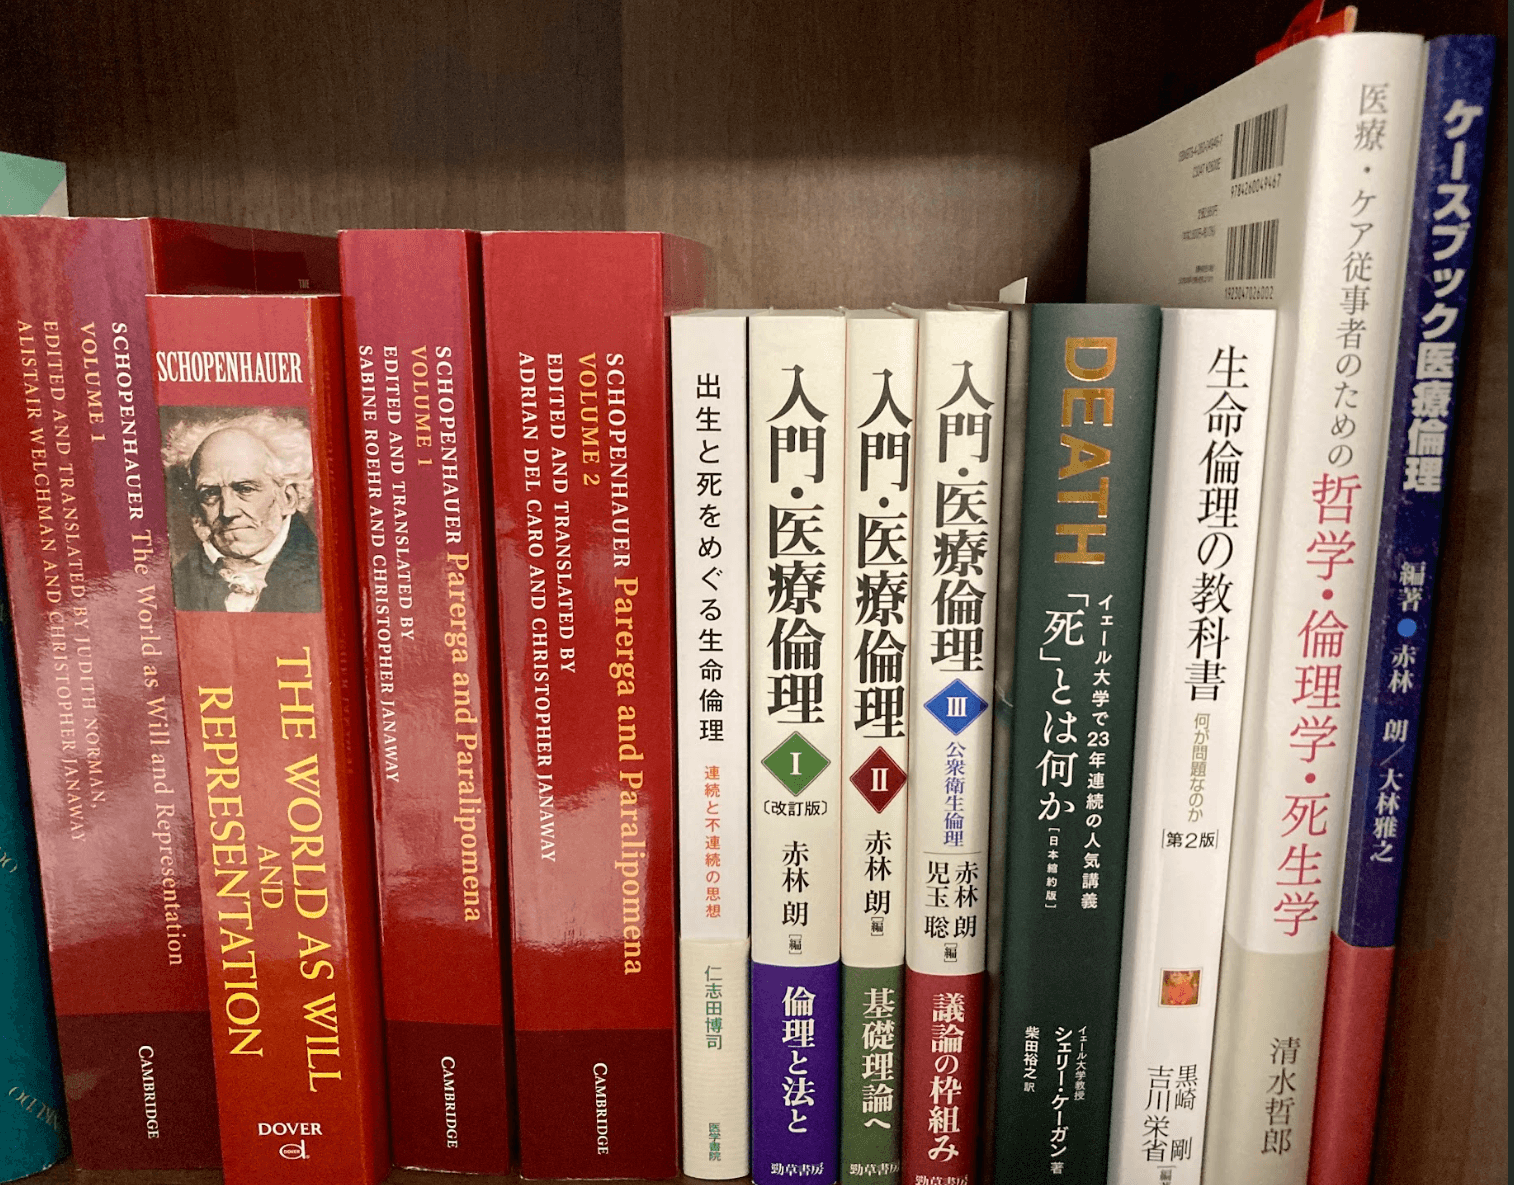 SCHOPENHAUER The World as Will and Representation
VOLUME 1
EDITED AND TRANSLATED BY JUDITH NORMAN,
ALISTAIR WELCHMAN AND CHRISTOPHER JANAWAY
CAMBRIDGE
THE
SCHOPENHAUER
THE WORLD AS WILL
AND
REPRESENTATION
DOVER
DOVER
SCHOPENHAUER Parerga and Paralipomena
VOLUME 1
EDITED AND TRANSLATED BY
SABINE ROEHR AND CHRISTOPHER JANAWAY
CAMBRIDGE
SCHOPENHAUER Parerga and Paralipomena
VOLUME 2
EDITED AND TRANSLATED BY
ADRIAN DEL CARO AND CHRISTOPHER JANAWAY
CAMBRIDGE
出生と死をめぐる生命倫理
連続と不連続の思想
仁志田博司
医学書院
入門・医療倫理
I
〔改訂版〕
赤林 朗[編]
倫理と法と
勁草書房
入門・医療倫理
II
赤林 朗[編]
基礎理論へ
勁草書房
入門・医療倫理
III
公衆衛生倫理
赤林 朗
児玉 聡[編]
議論の枠組み
勁草書房
DEATH
イェール大学で23年連続の人気講義
「死」とは何か
[日本縮約版]
イェール大学教授
シェリー・ケーガン 著
柴田裕之 訳
生命倫理の教科書
何が問題なのか
第2版
黒崎 剛
吉川 栄省
医療・ケア従事者のための
哲学・倫理学・死生学
清水哲郎
9784260049467
1923047026002
ケースブック医療倫理
編著●赤林 朗/大林雅之